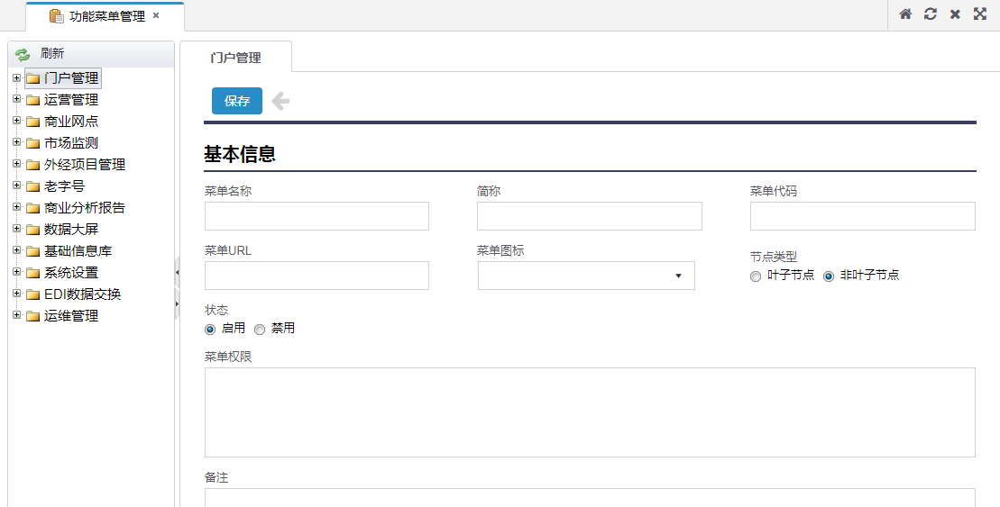 功能菜单管理
刷新
门户管理
运营管理
商业网点
市场监测
外经项目管理
老字号
商业分析报告
数据大屏
基础信息库
系统设置
EDI数据交换
运维管理
门户管理
保存
基本信息
菜单名称 简称 菜单代码
菜单URL 菜单图标 节点类型
叶子节点 非叶子节点
状态
启用 禁用
菜单权限
备注